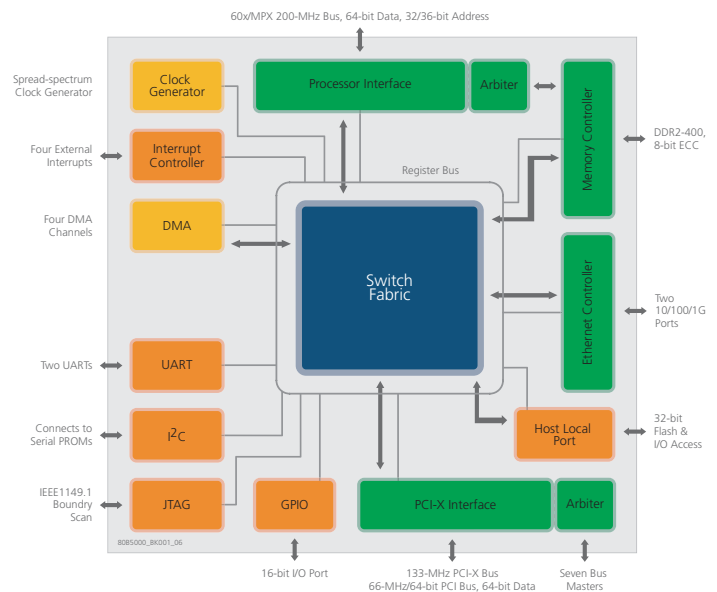 60x/MPX 200-MHz Bus, 64-bit Data, 32/36-bit Address
Spread-spectrum
Clock Generator
Clock
Generator
Processor Interface
Arbiter
Memory Controller
DDR2-400,
8-bit ECC
Four External
Interrupts
Interrupt
Controller
Register Bus
Four DMA
Channels
DMA
Switch
Fabric
Ethernet Controller
Two
10/100/1G
Ports
Two UARTs
UART
Connects to
Serial PROMs
I2C
Host Local
Port
32-bit
Flash &
I/O Access
IEEE1149.1
Boundry
Scan
JTAG
GPIO
PCI-X Interface
Arbiter
80B5000_BK001_06
16-bit I/O Port
133-MHz PCI-X Bus
66-MHz/64-bit PCI Bus, 64-bit Data
Seven Bus
Masters